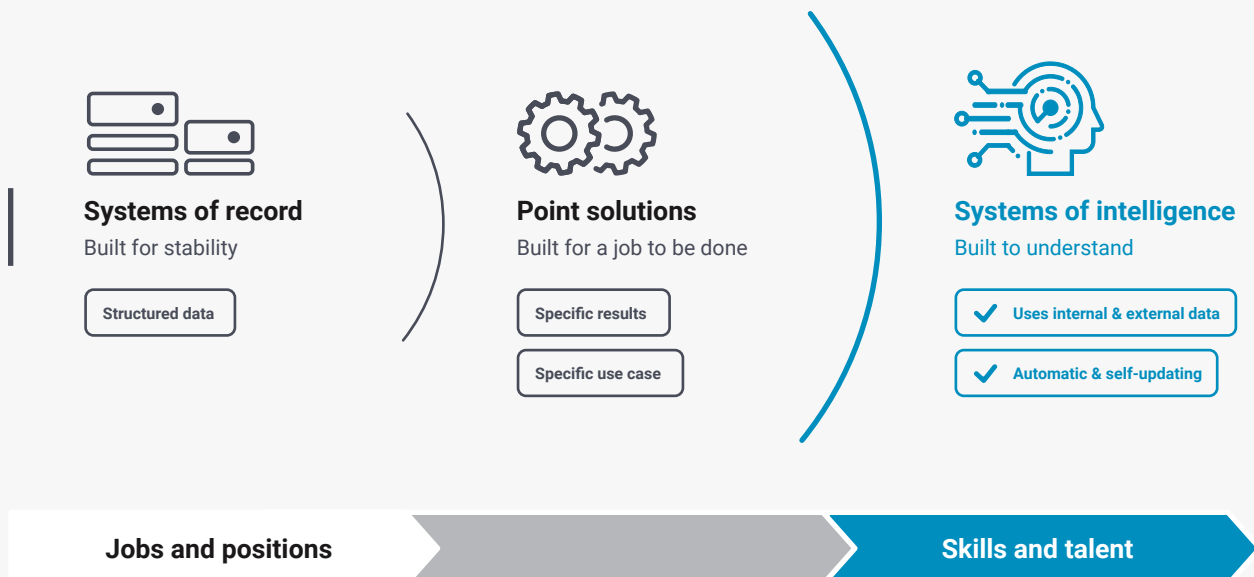 Systems of record
Built for stability
Structured data
Point solutions
Built for a job to be done
Specific results
Specific use case
Systems of intelligence
Built to understand
Uses internal & external data
Automatic & self-updating
Jobs and positions
Skills and talent